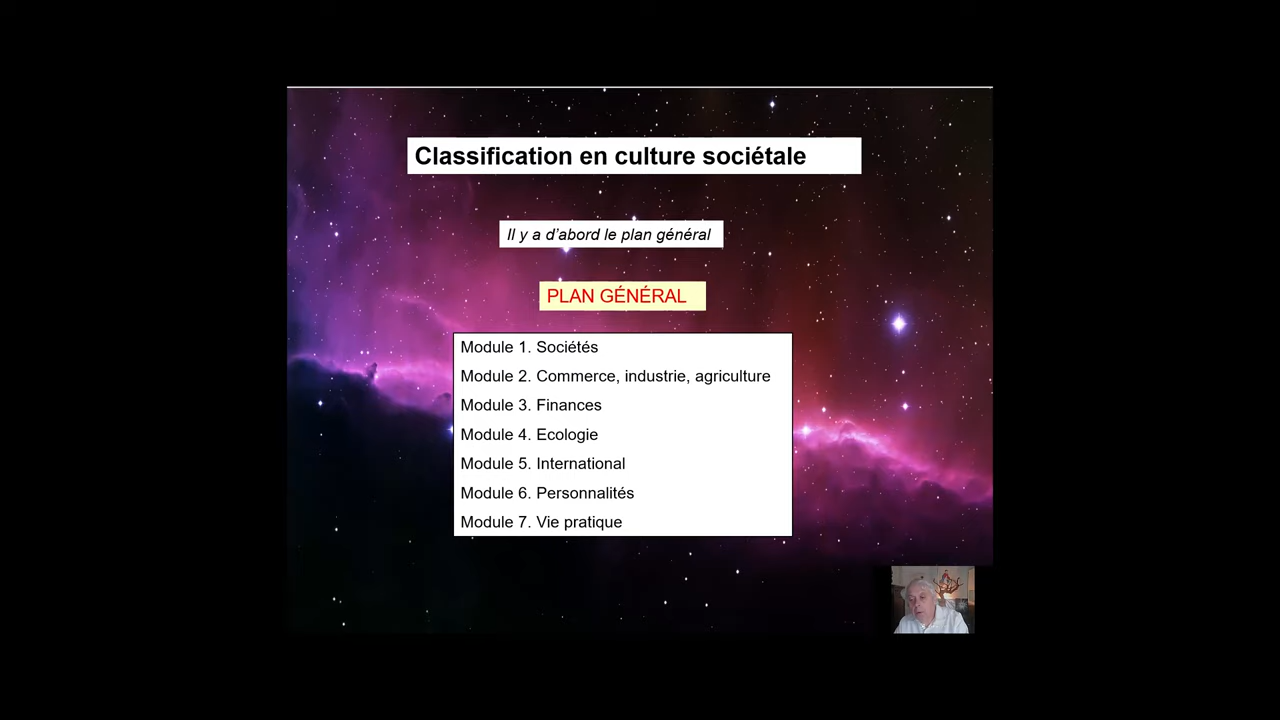 Classification en culture sociétale
Il y a d’abord le plan général
PLAN GÉNÉRAL
Module 1. Sociétés
Module 2. Commerce, industrie, agriculture
Module 3. Finances
Module 4. Ecologie
Module 5. International
Module 6. Personnalités
Module 7. Vie pratique